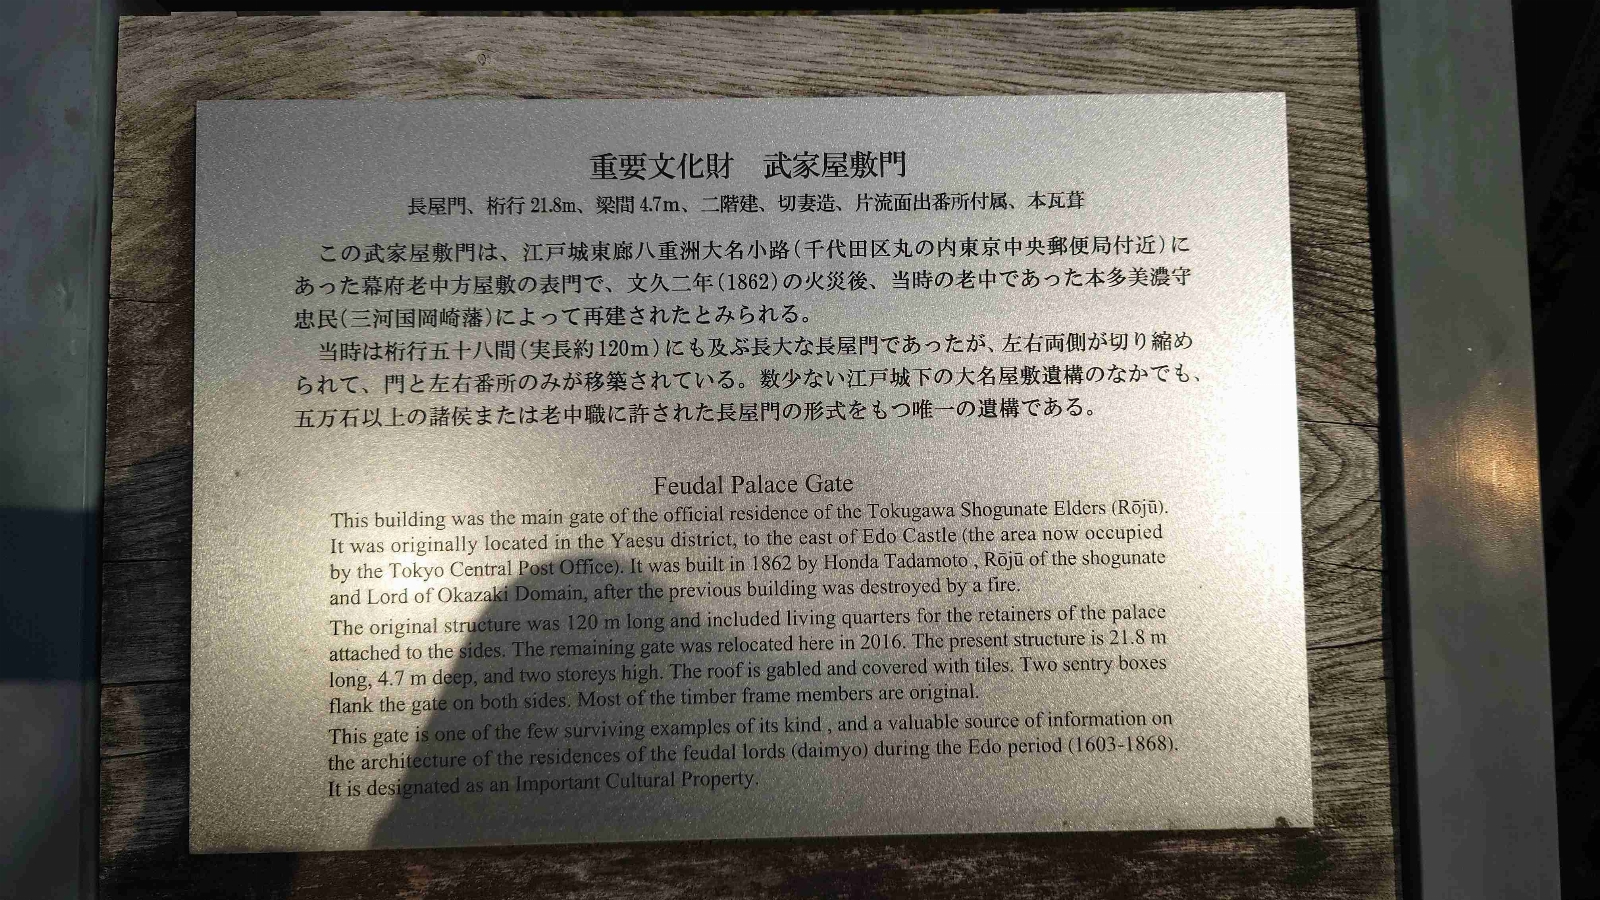 重要文化財　武家屋敷門
長屋門、桁行 21.8m、梁間 4.7m、二階建、切妻造、片流面出番所付属、本瓦葺
この武家屋敷門は、江戸城東廊八重洲大名小路(千代田区丸の内東京中央郵便局付近)に
あった幕府老中方屋敷の表門で、文久二年(1862)の火災後、当時の老中であった本多美濃守
忠民(三河国岡崎藩)によって再建されたとみられる。
当時は桁行五十八間(実長約120m)にも及ぶ長大な長屋門であったが、左右両側が切り縮め
られて、門と左右番所のみが移築されている。数少ない江戸城下の大名屋敷遺構のなかでも、
五万石以上の諸侯または老中職に許された長屋門の形式をもつ唯一の遺構である。
Feudal Palace Gate
This building was the main gate of the official residence of the Tokugawa Shogunate Elders (Rōjū).
It was originally located in the Yaesu district, to the east of Edo Castle (the area now occupied
by the Tokyo Central Post Office). It was built in 1862 by Honda Tadamoto , Rōjū of the shogunate
and Lord of Okazaki Domain, after the previous building was destroyed by a fire.
The original structure was 120 m long and included living quarters for the retainers of the palace
attached to the sides. The remaining gate was relocated here in 2016. The present structure is 21.8 m
long, 4.7 m deep, and two storeys high. The roof is gabled and covered with tiles. Two sentry boxes
flank the gate on both sides. Most of the timber frame members are original.
This gate is one of the few surviving examples of its kind , and a valuable source of information on
the architecture of the residences of the feudal lords (daimyo) during the Edo period (1603-1868).
It is designated as an Important Cultural Property.